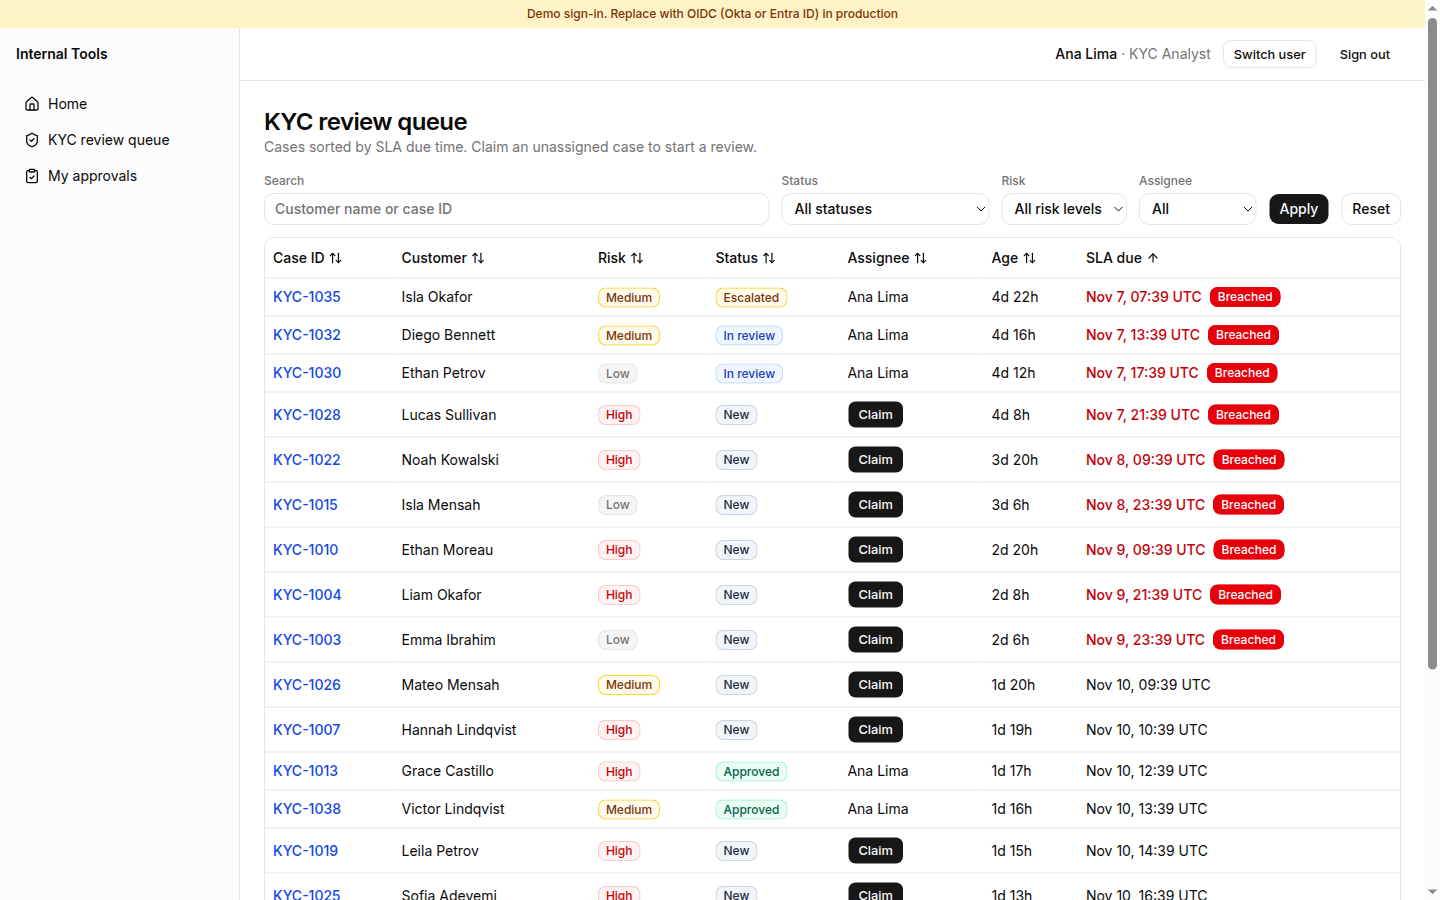 Demo sign-in. Replace with OIDC (Okta or Entra ID) in production
Internal Tools
Ana Lima · KYC Analyst Switch user Sign out
Home
KYC review queue
My approvals
KYC review queue
Cases sorted by SLA due time. Claim an unassigned case to start a review.
Search Status Risk Assignee
Customer name or case ID All statuses All risk levels All Apply Reset
Case ID Customer Risk Status Assignee Age SLA due
KYC-1035 Isla Okafor Medium Escalated Ana Lima 4d 22h Nov 7, 07:39 UTC Breached
KYC-1032 Diego Bennett Medium In review Ana Lima 4d 16h Nov 7, 13:39 UTC Breached
KYC-1030 Ethan Petrov Low In review Ana Lima 4d 12h Nov 7, 17:39 UTC Breached
KYC-1028 Lucas Sullivan High New Claim 4d 8h Nov 7, 21:39 UTC Breached
KYC-1022 Noah Kowalski High New Claim 3d 20h Nov 8, 09:39 UTC Breached
KYC-1015 Isla Mensah Low New Claim 3d 6h Nov 8, 23:39 UTC Breached
KYC-1010 Ethan Moreau High New Claim 2d 20h Nov 9, 09:39 UTC Breached
KYC-1004 Liam Okafor High New Claim 2d 8h Nov 9, 21:39 UTC Breached
KYC-1003 Emma Ibrahim Low New Claim 2d 6h Nov 9, 23:39 UTC Breached
KYC-1026 Mateo Mensah Medium New Claim 1d 20h Nov 10, 09:39 UTC
KYC-1007 Hannah Lindqvist High New Claim 1d 19h Nov 10, 10:39 UTC
KYC-1013 Grace Castillo High Approved Ana Lima 1d 17h Nov 10, 12:39 UTC
KYC-1038 Victor Lindqvist Medium Approved Ana Lima 1d 16h Nov 10, 13:39 UTC
KYC-1019 Leila Petrov High New Claim 1d 15h Nov 10, 14:39 UTC
KYC-1025 Sofia Adeyemi High New Claim 1d 13h Nov 10, 16:39 UTC